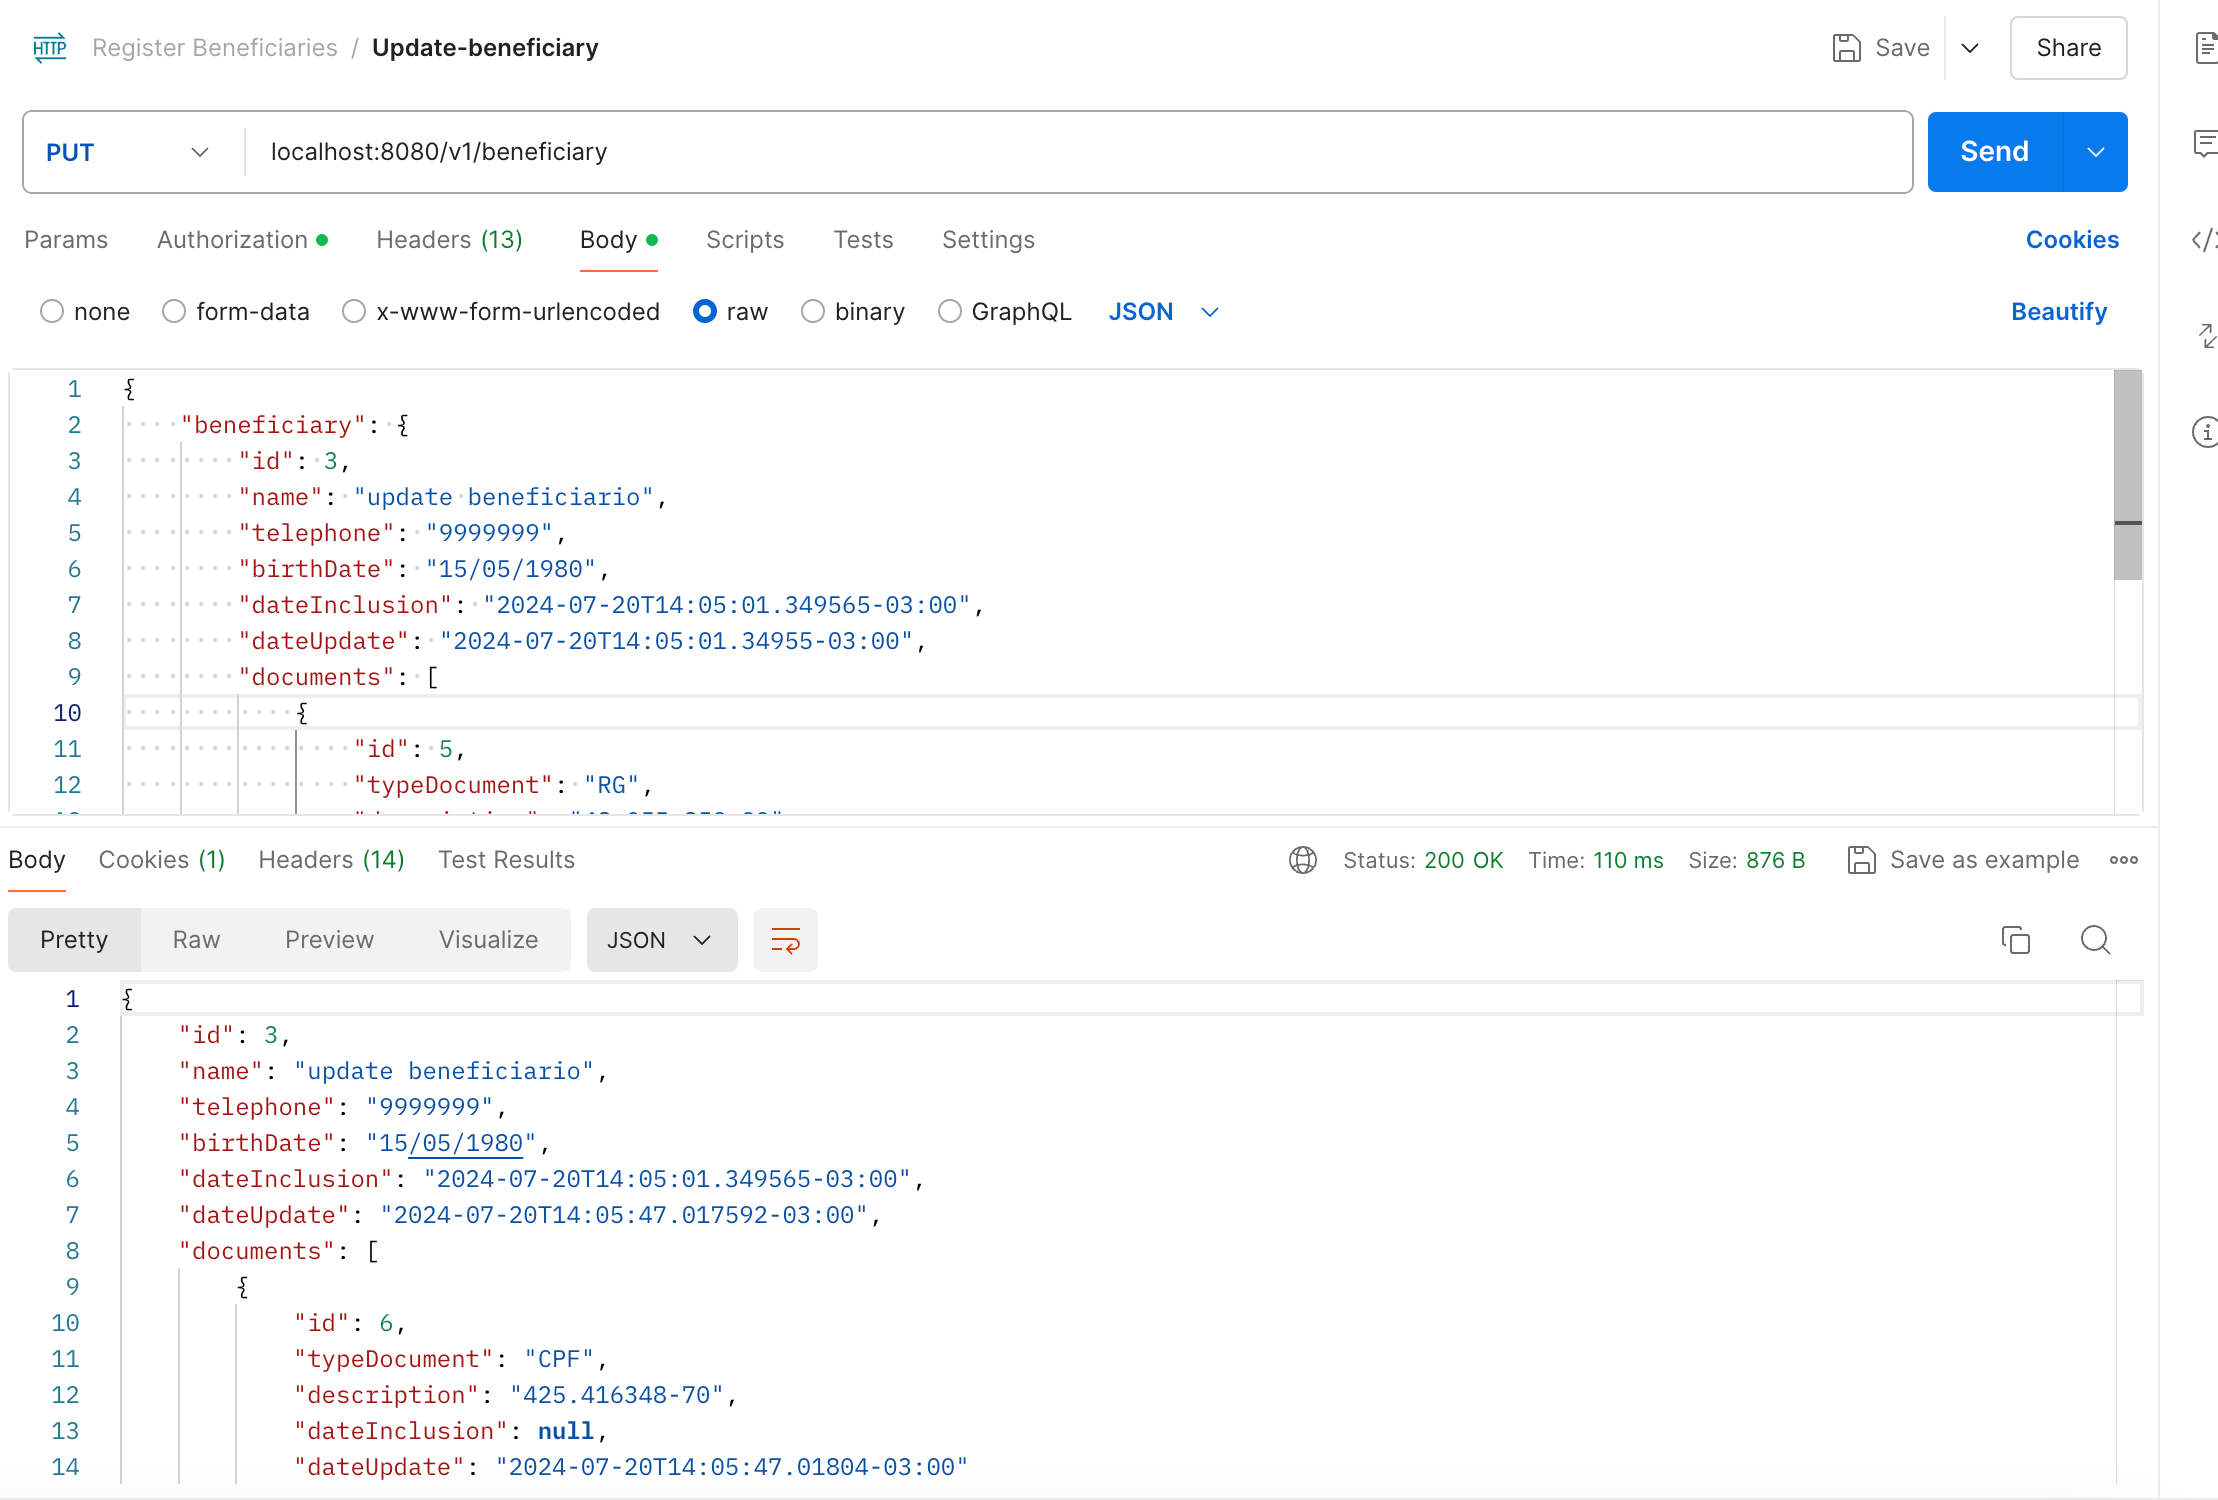 HTTP Register Beneficiaries / Update-beneficiary Save Share
PUT localhost:8080/v1/beneficiary Send
Params Authorization Headers (13) Body Scripts Tests Settings Cookies
none form-data x-www-form-urlencoded raw binary GraphQL JSON Beautify
1 {
2 "beneficiary": {
3 "id": 3,
4 "name": "update beneficiario",
5 "telephone": "9999999",
6 "birthDate": "15/05/1980",
7 "dateInclusion": "2024-07-20T14:05:01.349565-03:00",
8 "dateUpdate": "2024-07-20T14:05:01.34955-03:00",
9 "documents": [
10 {
11 "id": 5,
12 "typeDocument": "RG",
Body Cookies (1) Headers (14) Test Results Status: 200 OK Time: 110 ms Size: 876 B Save as example
Pretty Raw Preview Visualize JSON
1 {
2 "id": 3,
3 "name": "update beneficiario",
4 "telephone": "9999999",
5 "birthDate": "15/05/1980",
6 "dateInclusion": "2024-07-20T14:05:01.349565-03:00",
7 "dateUpdate": "2024-07-20T14:05:47.017592-03:00",
8 "documents": [
9 {
10 "id": 6,
11 "typeDocument": "CPF",
12 "description": "425.416348-70",
13 "dateInclusion": null,
14 "dateUpdate": "2024-07-20T14:05:47.01804-03:00"